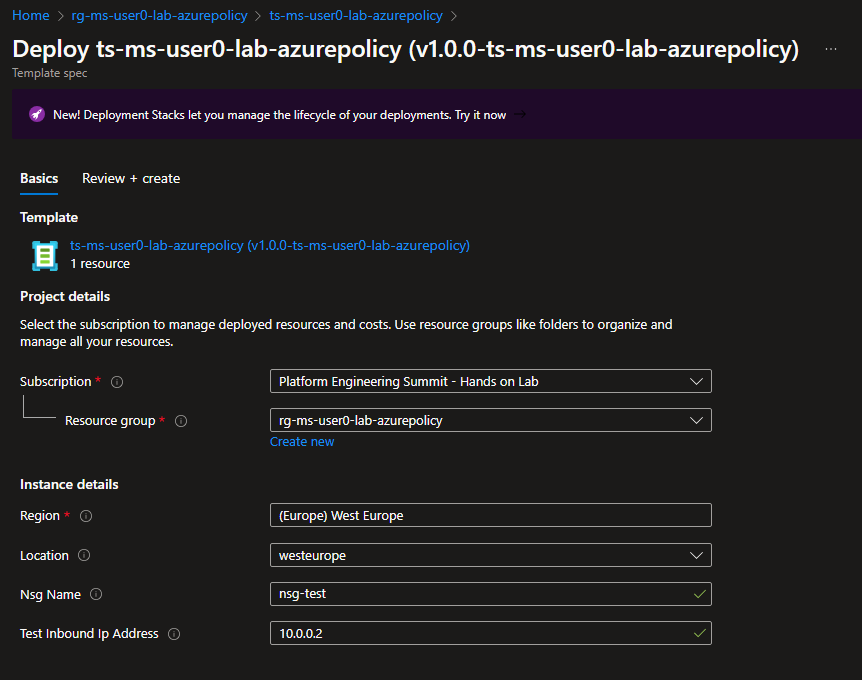 Home > rg-ms-user0-lab-azurepolicy > ts-ms-user0-lab-azurepolicy >
Deploy ts-ms-user0-lab-azurepolicy (v1.0.0-ts-ms-user0-lab-azurepolicy) ...
Template spec
New! Deployment Stacks let you manage the lifecycle of your deployments. Try it now →
Basics Review + create
Template
ts-ms-user0-lab-azurepolicy (v1.0.0-ts-ms-user0-lab-azurepolicy)
1 resource
Project details
Select the subscription to manage deployed resources and costs. Use resource groups like folders to organize and
manage all your resources.
Subscription * Platform Engineering Summit - Hands on Lab
Resource group * rg-ms-user0-lab-azurepolicy
Create new
Instance details
Region * (Europe) West Europe
Location westeurope
Nsg Name nsg-test
Test Inbound Ip Address 10.0.0.2